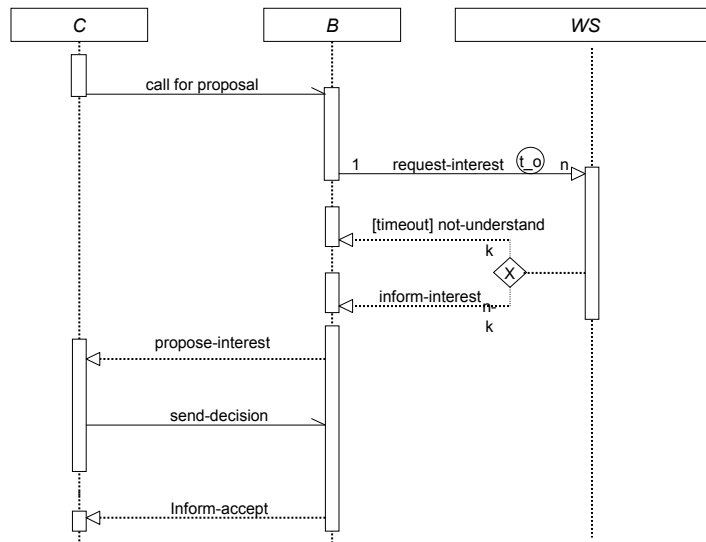 C
B
WS
call for proposal
1 request-interest t_o n
[timeout] not-understand
k
X
inform-interest
n-
k
propose-interest
send-decision
Inform-accept